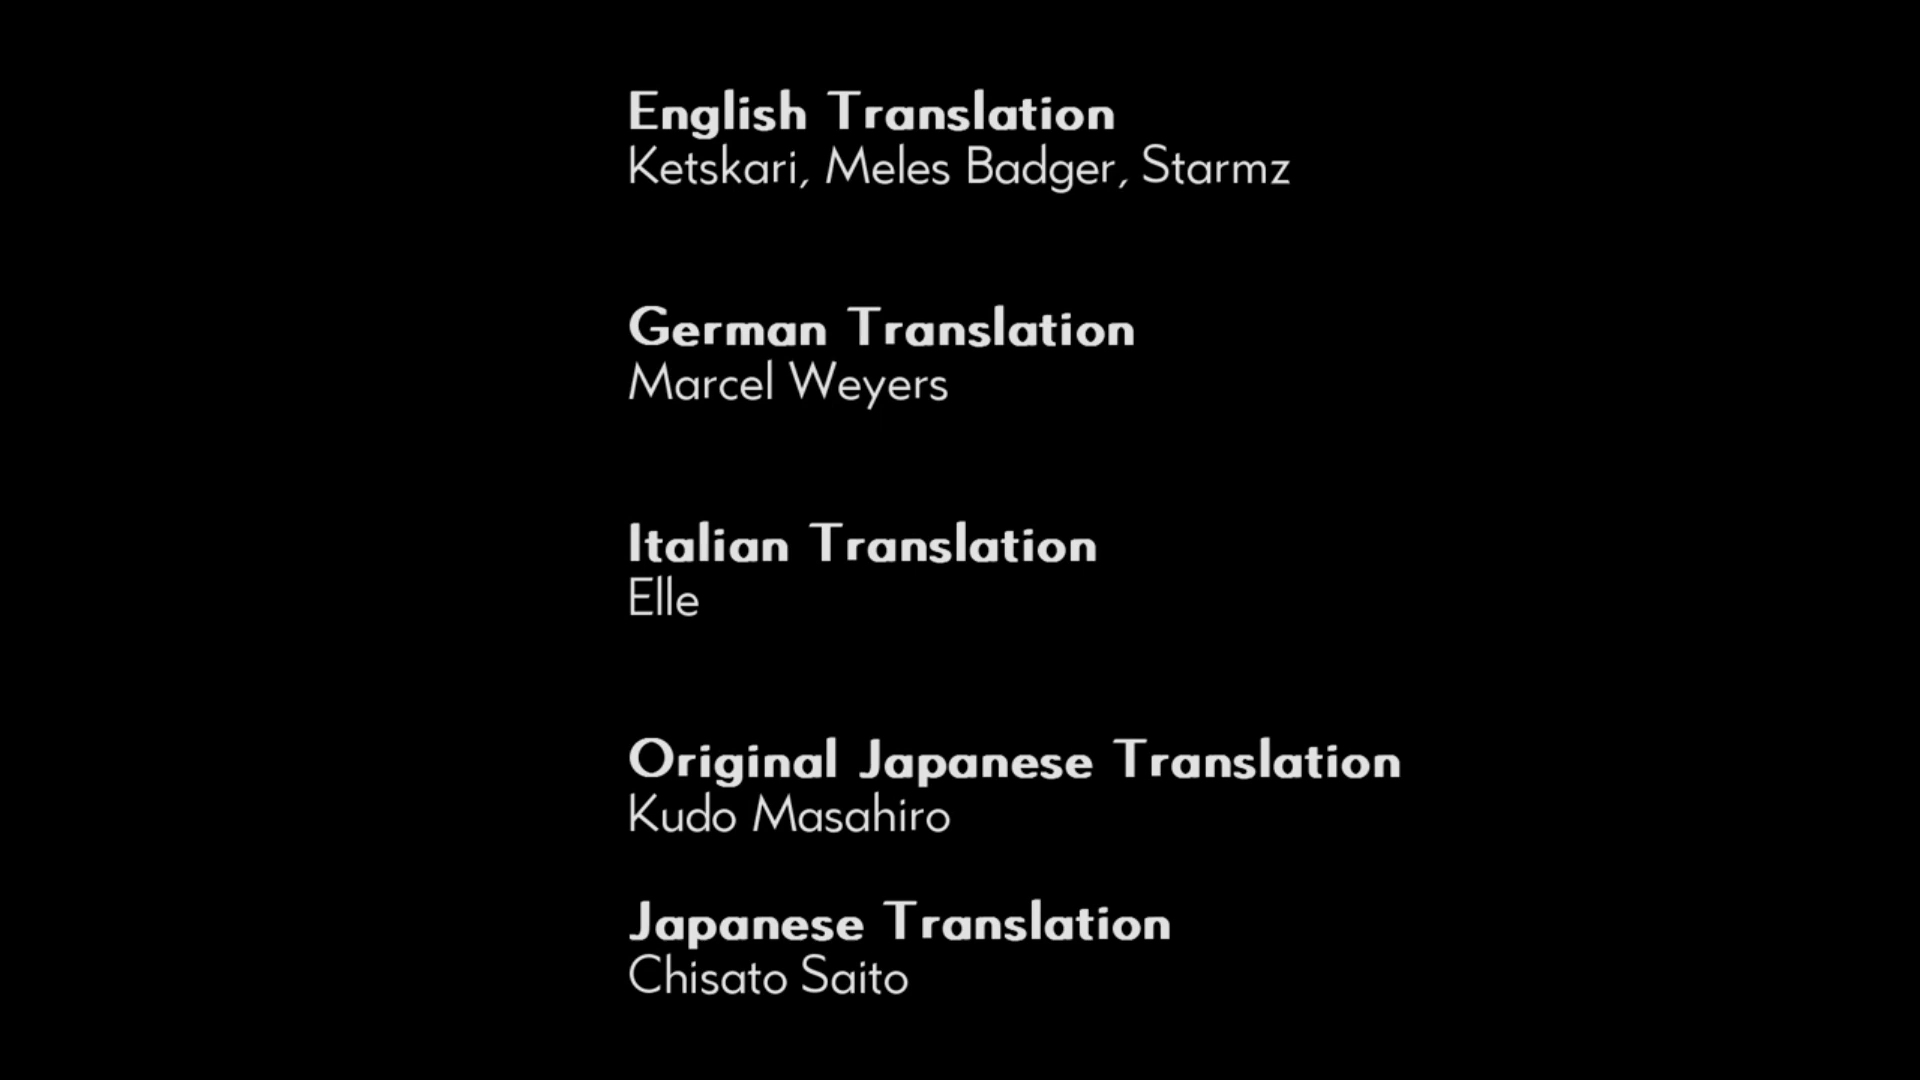 English Translation
Ketskari, Meles Badger, Starmz
German Translation
Marcel Weyers
Italian Translation
Elle
Original Japanese Translation
Kudo Masahiro
Japanese Translation
Chisato Saito